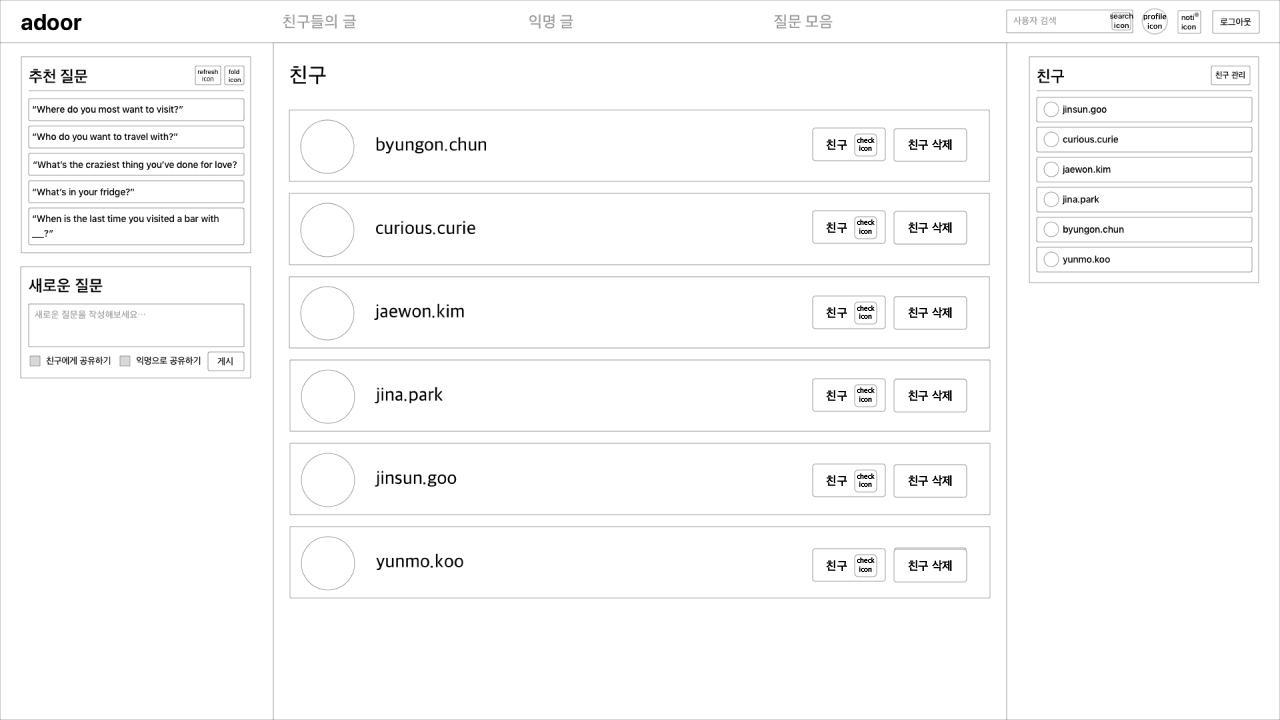 adoor
친구들의 글
익명 글
질문 모음
사용자 검색
search
icon
profile
icon
noti
icon
로그아웃
추천 질문
refresh
icon
fold
icon
“Where do you most want to visit?”
“Who do you want to travel with?”
“What's the craziest thing you've done for love?
“What's in your fridge?”
“When is the last time you visited a bar with
__?”
새로운 질문
새로운 질문을 작성해보세요…
친구에게 공유하기
익명으로 공유하기
게시
친구
byungon.chun
친구
check
icon
친구 삭제
curious.curie
친구
check
icon
친구 삭제
jaewon.kim
친구
check
icon
친구 삭제
jina.park
친구
check
icon
친구 삭제
jinsun.goo
친구
check
icon
친구 삭제
yunmo.koo
친구
check
icon
친구 삭제
친구
친구 관리
jinsun.goo
curious.curie
jaewon.kim
jina.park
byungon.chun
yunmo.koo